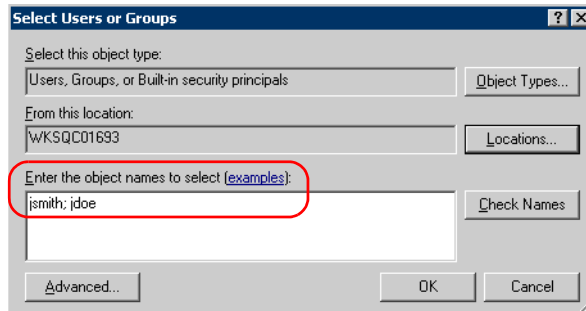 Select Users or Groups
Select this object type:
Users, Groups, or Built-in security principals
Object Types...
From this location:
WKSQC01693
Locations...
Enter the object names to select (examples):
jsmith; jdoe
Check Names
Advanced...
OK
Cancel